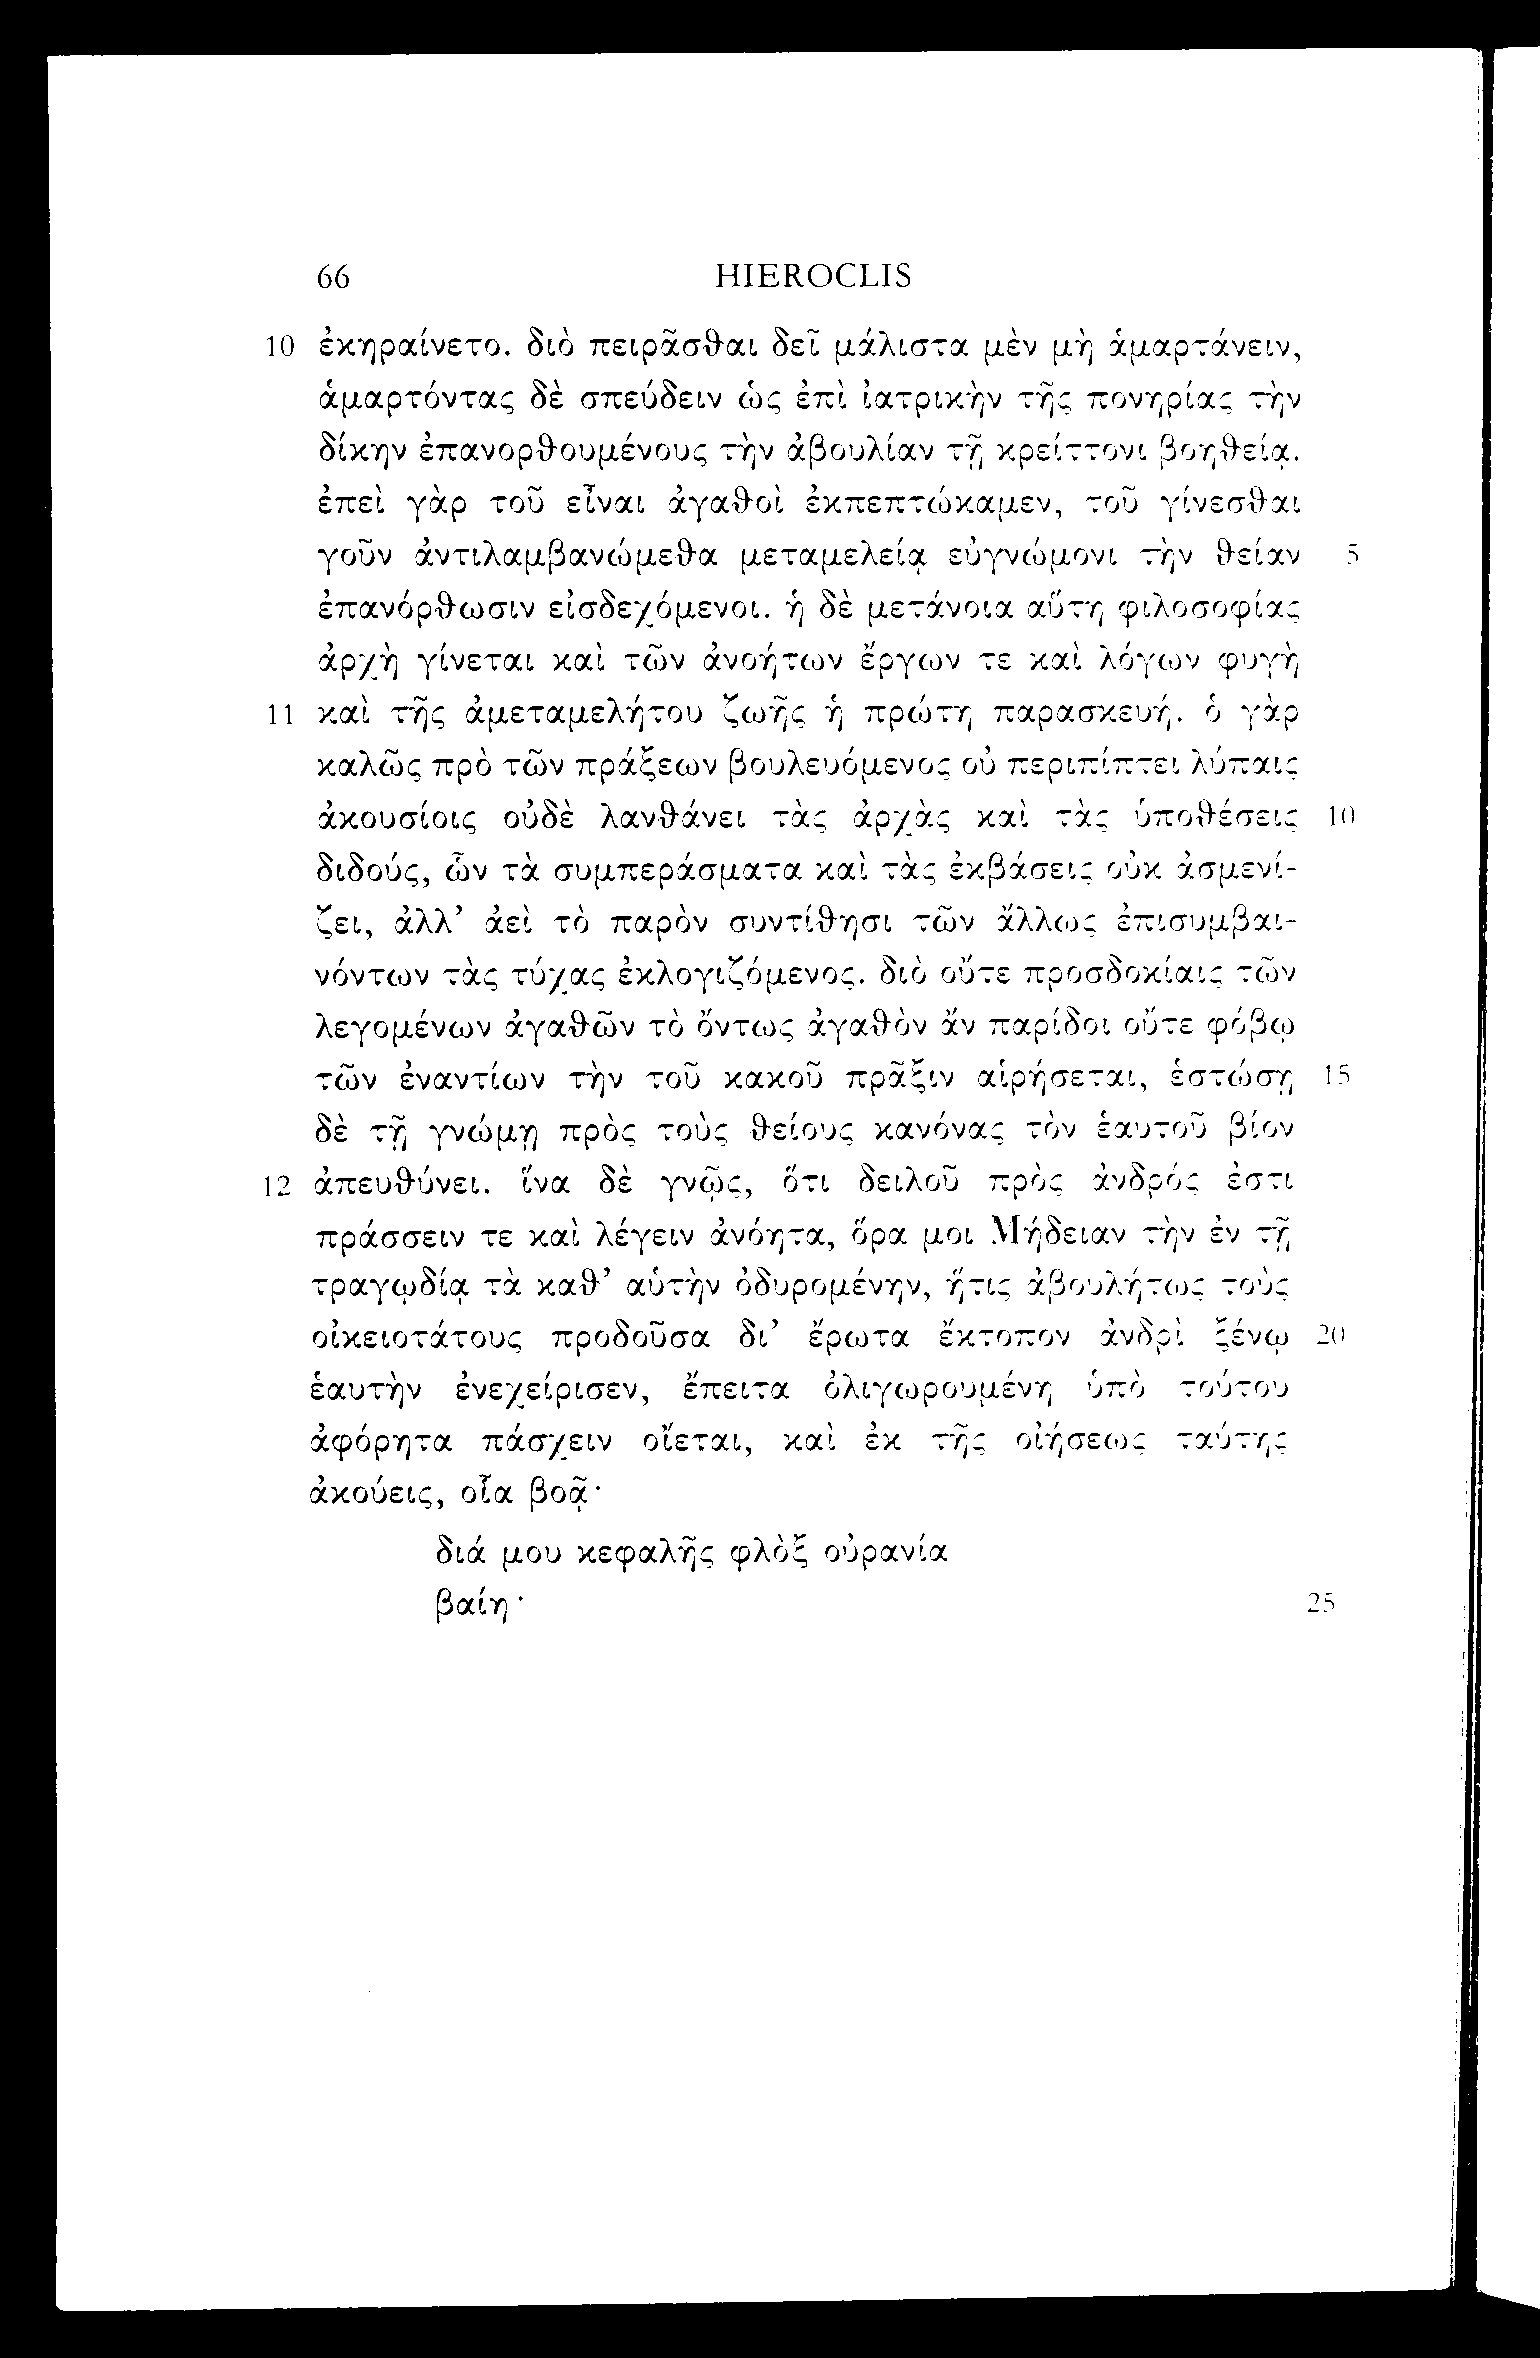 66 HIEROCLIS
10 ἐκηραίνετο. διὸ πειρᾶσθαι δεῖ μάλιστα μὲν μὴ ἁμαρτάνειν,
ἁμαρτόντας δὲ σπεύδειν ὡς ἐπὶ ἰατρικὴν τῆς πονηρίας τὴν
δίκην ἐπανορθουμένους τὴν ἀβουλίαν τῇ κρείττονι βοηθείᾳ.
ἐπεὶ γὰρ τοῦ εἶναι ἀγαθοὶ ἐκπεπτώκαμεν, τοῦ γίνεσθαι
γοῦν ἀντιλαμβανώμεθα μεταμελείᾳ εὐγνώμονι τὴν θείαν 5
ἐπανόρθωσιν εἰσδεχόμενοι. ἡ δὲ μετάνοια αὕτη φιλοσοφίας
ἀρχὴ γίνεται καὶ τῶν ἀνοήτων ἔργων τε καὶ λόγων φυγὴ
11 καὶ τῆς ἀμεταμελήτου ζωῆς ἡ πρώτη παρασκευή. ὁ γὰρ
καλῶς πρὸ τῶν πράξεων βουλευόμενος οὐ περιπίπτει λύπαις
ἀκουσίοις οὐδὲ λανθάνει τὰς ἀρχὰς καὶ τὰς ὑποθέσεις 10
διδούς, ὧν τὰ συμπεράσματα καὶ τὰς ἐκβάσεις οὐκ ἀσμενί-
ζει, ἀλλ’ ἀεὶ τὸ παρὸν συντίθησι τῶν ἄλλως ἐπισυμβαι-
νόντων τὰς τύχας ἐκλογιζόμενος. διὸ οὔτε προσδοκίαις τῶν
λεγομένων ἀγαθῶν τὸ ὄντως ἀγαθὸν ἂν παρίδοι οὔτε φόβῳ
τῶν ἐναντίων τὴν τοῦ κακοῦ πρᾶξιν αἱρήσεται, ἑστώσῃ 15
δὲ τῇ γνώμῃ πρὸς τοὺς θείους κανόνας τὸν ἑαυτοῦ βίον
12 ἀπευθύνει. ἵνα δὲ γνῷς, ὅτι δειλοῦ πρὸς ἀνδρός ἐστι
πράσσειν τε καὶ λέγειν ἀνόητα, ὅρα μοι Μήδειαν τὴν ἐν τῇ
τραγῳδίᾳ τὰ καθ’ αὑτὴν ὀδυρομένην, ἥτις ἀβουλήτως τοὺς
οἰκειοτάτους προδοῦσα δι’ ἔρωτα ἔκτοπον ἀνδρὶ ξένῳ 20
ἑαυτὴν ἐνεχείρισεν, ἔπειτα ὀλιγωρουμένη ὑπὸ τούτου
ἀφόρητα πάσχειν οἴεται, καὶ ἐκ τῆς οἰήσεως ταύτης
ἀκούεις, οἷα βοᾷ·
διά μου κεφαλῆς φλὸξ οὐρανία
βαίη· 25